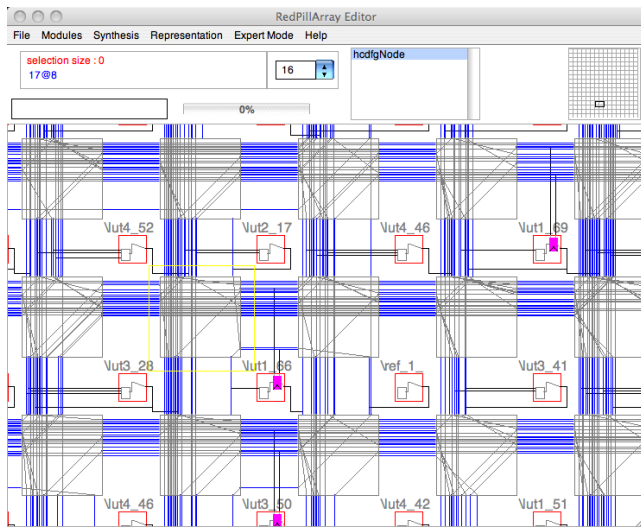 RedPillArray Editor
File Modules Synthesis Representation Expert Mode Help
selection size : 0
17@8
16
hcdfgNode
0%
\lut4_52 \lut2_17 \lut4_46 \lut1_69
\lut3_28 \lut1_66 \ref_1_ \lut3_41
\lut4_46 \lut3_50 \lut4_42 \lut1_51